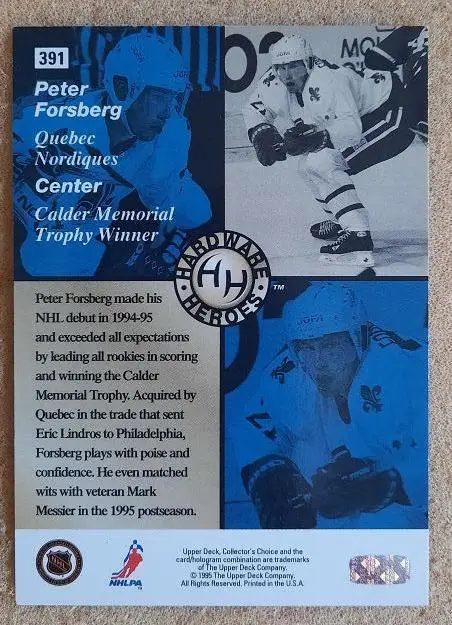 391
Peter
Forsberg
Quebec
Nordiques
Center
Calder Memorial
Trophy Winner
HARDWARE
HH
HEROES
TM
JOFA
Peter Forsberg made his
NHL debut in 1994-95
and exceeded all expectations
by leading all rookies in scoring
and winning the Calder
Memorial Trophy. Acquired by
Quebec in the trade that sent
Eric Lindros to Philadelphia,
Forsberg plays with poise and
confidence. He even matched
wits with veteran Mark
Messier in the 1995 postseason.
NHLPA
Upper Deck, Collector's Choice and the
card/hologram combination are trademarks
of The Upper Deck Company.
© 1995 The Upper Deck Company.
All Rights Reserved. Printed in the U.S.A.